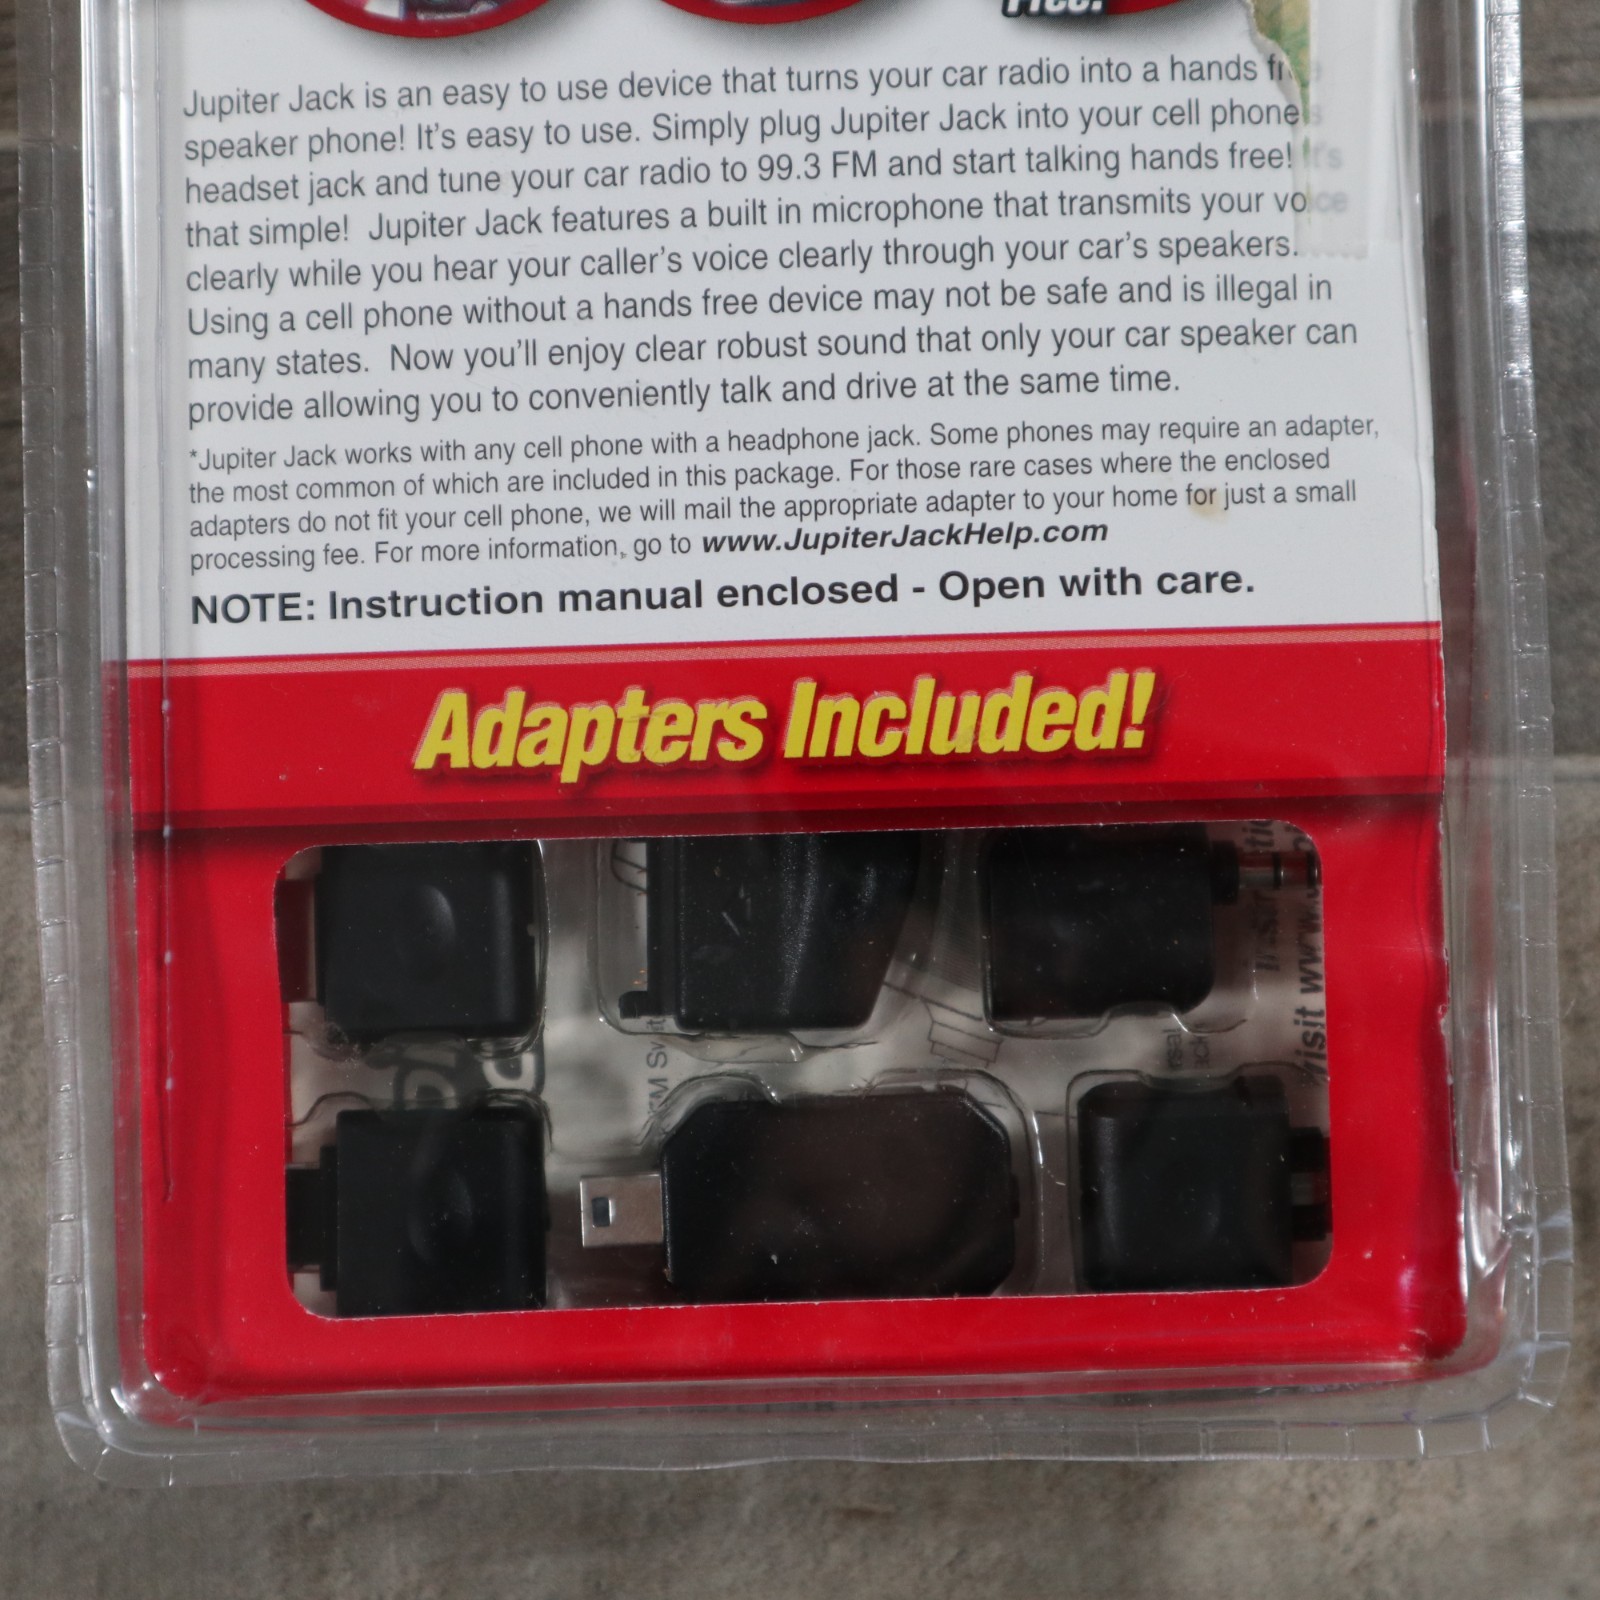 Free!
Jupiter Jack is an easy to use device that turns your car radio into a hands free
speaker phone! It's easy to use. Simply plug Jupiter Jack into your cell phone's
headset jack and tune your car radio to 99.3 FM and start talking hands free! It's
that simple!  Jupiter Jack features a built in microphone that transmits your voice
clearly while you hear your caller's voice clearly through your car's speakers.
Using a cell phone without a hands free device may not be safe and is illegal in
many states.  Now you'll enjoy clear robust sound that only your car speaker can
provide allowing you to conveniently talk and drive at the same time.
*Jupiter Jack works with any cell phone with a headphone jack. Some phones may require an adapter,
the most common of which are included in this package. For those rare cases where the enclosed
adapters do not fit your cell phone, we will mail the appropriate adapter to your home for just a small
processing fee. For more information, go to www.JupiterJackHelp.com
NOTE: Instruction manual enclosed - Open with care.
Adapters Included!
visit www.